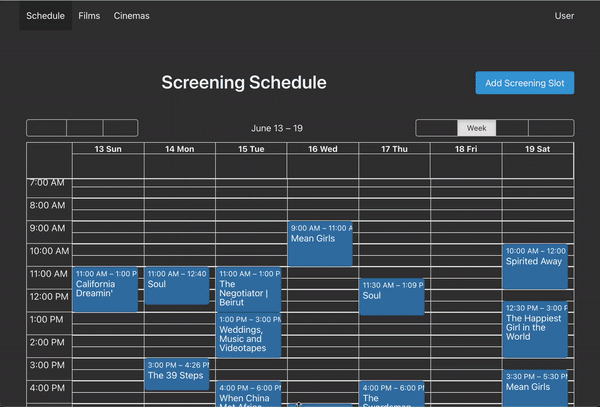 Schedule Films Cinemas User
Screening Schedule
Add Screening Slot
June 13 – 19
Week
13 Sun 14 Mon 15 Tue 16 Wed 17 Thu 18 Fri 19 Sat
7:00 AM
8:00 AM
9:00 AM
9:00 AM – 11:00 A
Mean Girls
10:00 AM
10:00 AM – 12:00
Spirited Away
11:00 AM
11:00 AM – 1:00 P
California
Dreamin'
11:00 AM – 12:40
Soul
11:00 AM – 1:00 P
The
Negotiator |
Beirut
11:30 AM – 1:09 P
Soul
12:00 PM
12:30 PM – 3:00 P
The Happiest
Girl in the
World
1:00 PM
1:00 PM – 3:00 PM
Weddings,
Music and
Videotapes
2:00 PM
3:00 PM
3:00 PM – 4:26 PM
The 39 Steps
3:30 PM – 5:30 PM
Mean Girls
4:00 PM
4:00 PM – 6:00 PM
When China
Met Africa
4:00 PM – 6:00 PM
The
Swordsman